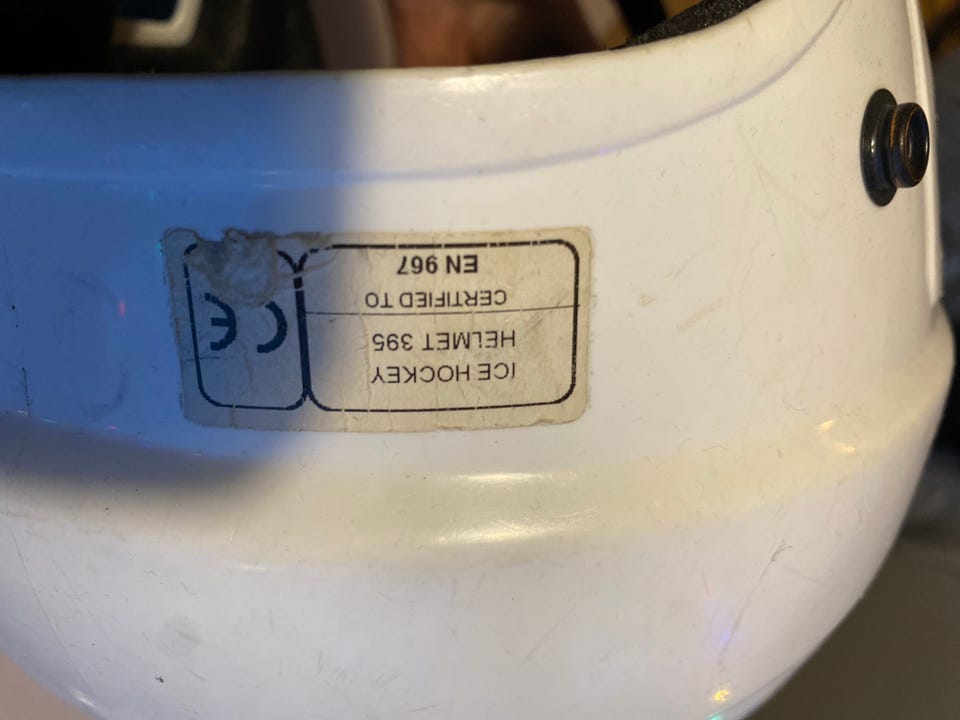 ICE HOCKEY
HELMET 395
CERTIFIED TO
EN 967
CE